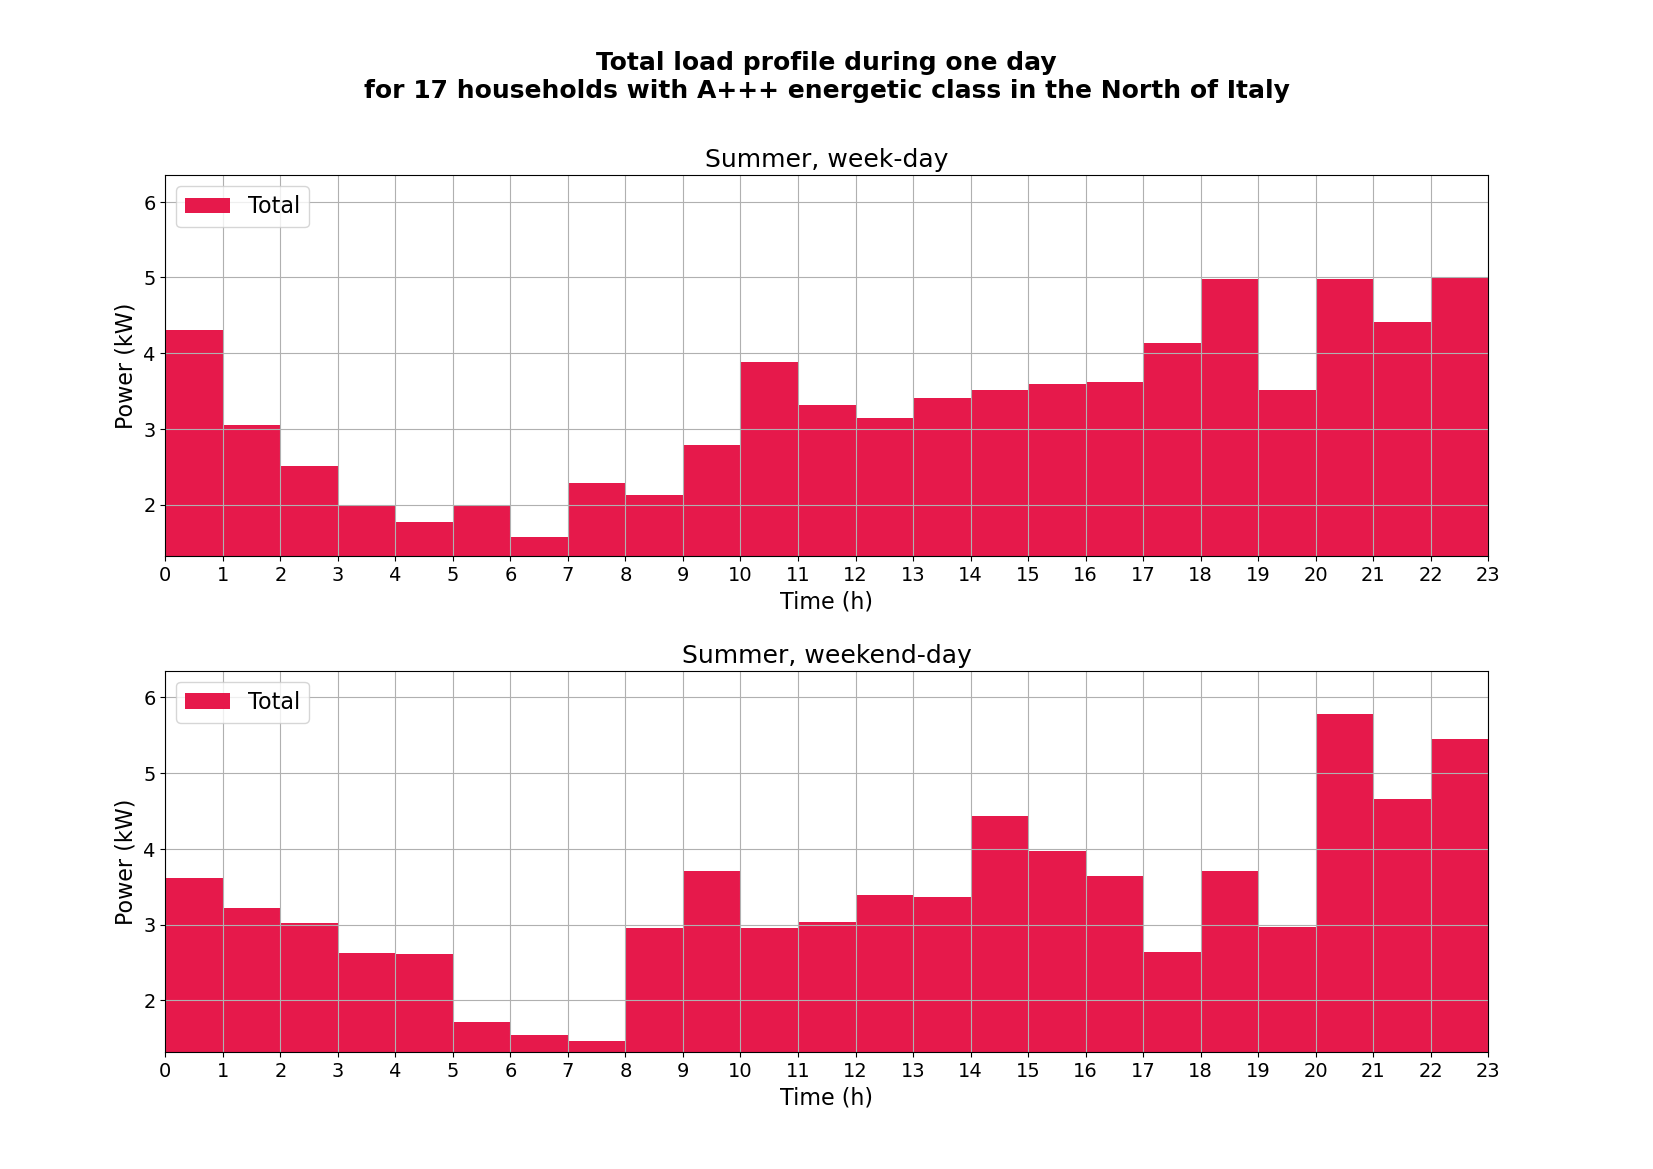 Total load profile during one day
for 17 households with A+++ energetic class in the North of Italy
Summer, week-day
Total
Power (kW)
6
5
4
3
2
0 1 2 3 4 5 6 7 8 9 10 11 12 13 14 15 16 17 18 19 20 21 22 23
Time (h)
Summer, weekend-day
Total
Power (kW)
6
5
4
3
2
0 1 2 3 4 5 6 7 8 9 10 11 12 13 14 15 16 17 18 19 20 21 22 23
Time (h)